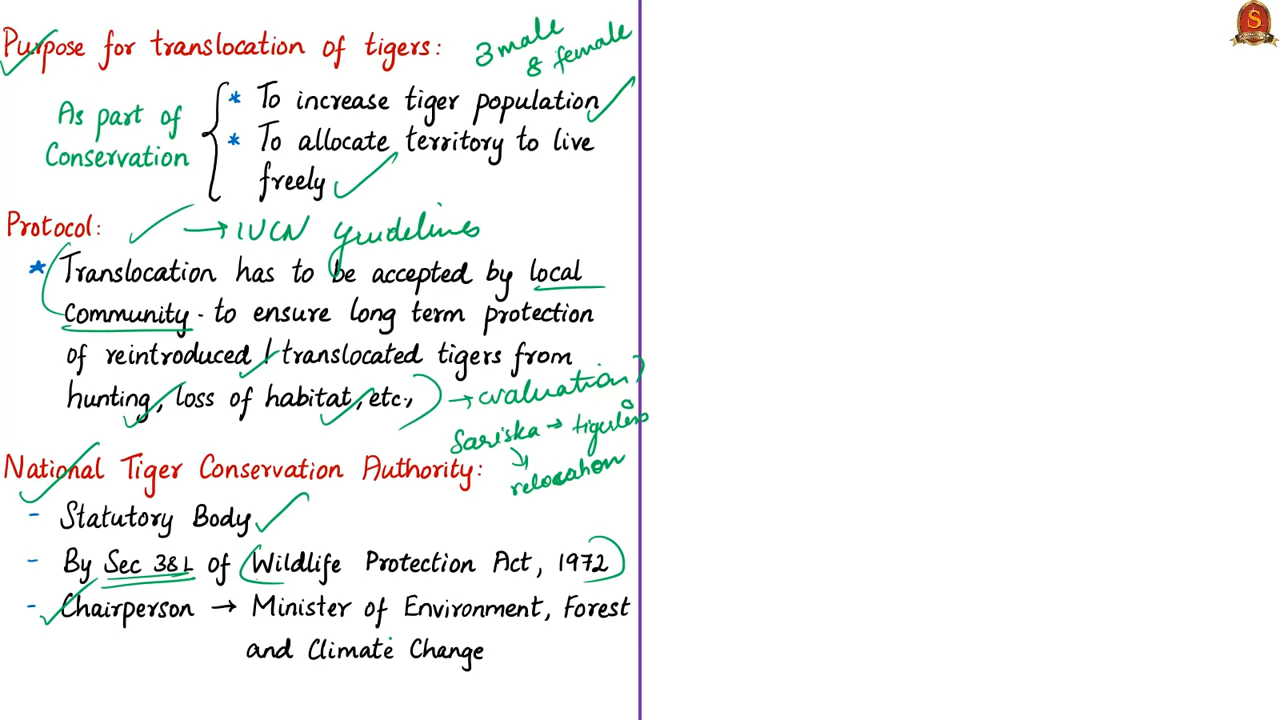 Purpose for translocation of tigers:
3 male
& female
As part of
Conservation
* To increase tiger population
* To allocate territory to live
freely
Protocol:
→ IUCN guidelines
* Translocation has to be accepted by local
community - to ensure long term protection
of reintroduced / translocated tigers from
hunting, loss of habitat, etc.,
→ evaluation?
Sariska → tigerless
→ relocation
National Tiger Conservation Authority:
- Statutory Body
- By Sec 38L of (Wildlife Protection Act, 1972)
- Chairperson → Minister of Environment, Forest
and Climate Change
S